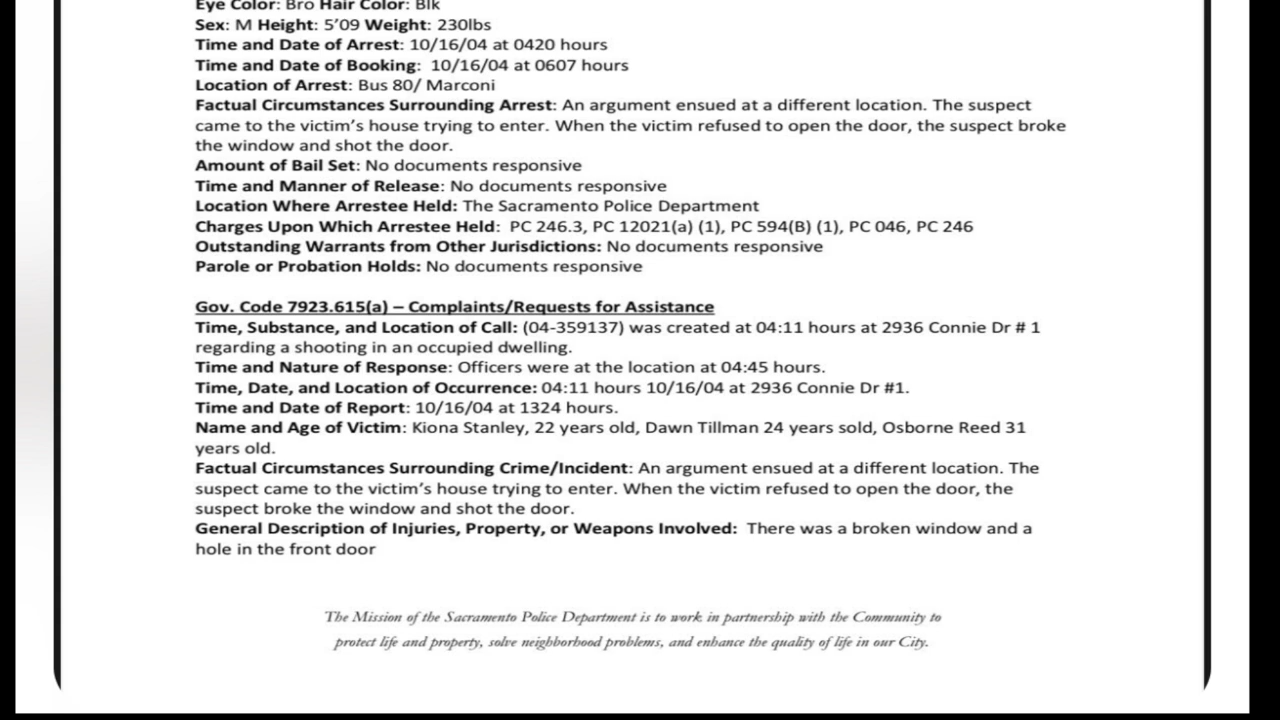 Eye Color: Bro Hair Color: Blk
Sex: M Height: 5’09 Weight: 230lbs
Time and Date of Arrest: 10/16/04 at 0420 hours
Time and Date of Booking:  10/16/04 at 0607 hours
Location of Arrest: Bus 80/ Marconi
Factual Circumstances Surrounding Arrest: An argument ensued at a different location. The suspect
came to the victim’s house trying to enter. When the victim refused to open the door, the suspect broke
the window and shot the door.
Amount of Bail Set: No documents responsive
Time and Manner of Release: No documents responsive
Location Where Arrestee Held: The Sacramento Police Department
Charges Upon Which Arrestee Held:  PC 246.3, PC 12021(a) (1), PC 594(B) (1), PC 046, PC 246
Outstanding Warrants from Other Jurisdictions: No documents responsive
Parole or Probation Holds: No documents responsive
Gov. Code 7923.615(a) – Complaints/Requests for Assistance
Time, Substance, and Location of Call: (04-359137) was created at 04:11 hours at 2936 Connie Dr # 1
regarding a shooting in an occupied dwelling.
Time and Nature of Response: Officers were at the location at 04:45 hours.
Time, Date, and Location of Occurrence: 04:11 hours 10/16/04 at 2936 Connie Dr #1.
Time and Date of Report: 10/16/04 at 1324 hours.
Name and Age of Victim: Kiona Stanley, 22 years old, Dawn Tillman 24 years sold, Osborne Reed 31
years old.
Factual Circumstances Surrounding Crime/Incident: An argument ensued at a different location. The
suspect came to the victim’s house trying to enter. When the victim refused to open the door, the
suspect broke the window and shot the door.
General Description of Injuries, Property, or Weapons Involved:  There was a broken window and a
hole in the front door
The Mission of the Sacramento Police Department is to work in partnership with the Community to
protect life and property, solve neighborhood problems, and enhance the quality of life in our City.